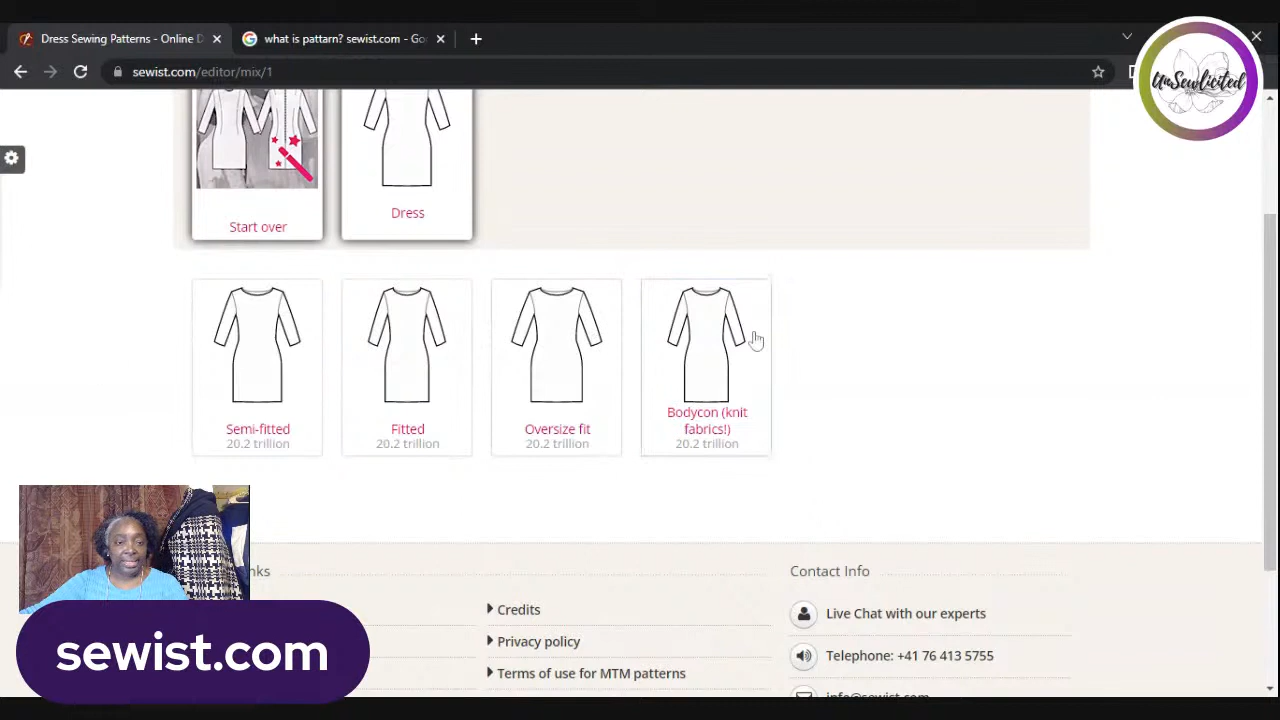 Dress Sewing Patterns - Online D
what is pattarn? sewist.com - Go
sewist.com/editor/mix/1
UnSewlicited
Start over
Dress
Semi-fitted
20.2 trillion
Fitted
20.2 trillion
Oversize fit
20.2 trillion
Bodycon (knit
fabrics!)
20.2 trillion
nks
Credits
Privacy policy
Terms of use for MTM patterns
Contact Info
Live Chat with our experts
Telephone: +41 76 413 5755
info@sewist.com
sewist.com